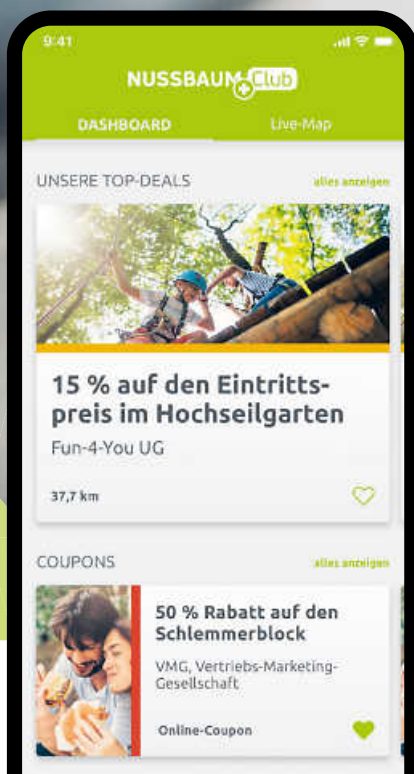 9:41
NUSSBAUM Club
DASHBOARD Live-Map
UNSERE TOP-DEALS alles anzeigen
15 % auf den Eintritts-
preis im Hochseilgarten
Fun-4-You UG
37,7 km
COUPONS alles anzeigen
50 % Rabatt auf den
Schlemmerblock
VMG, Vertriebs-Marketing-
Gesellschaft
Online-Coupon